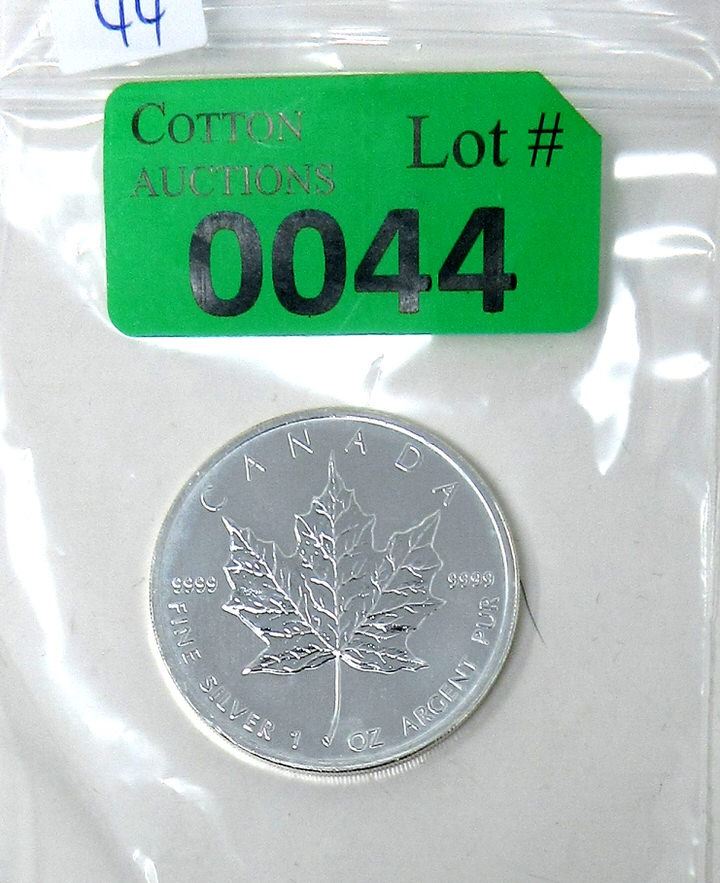 44
COTTON
AUCTIONS
Lot #
0044
CANADA
9999
9999
FINE SILVER 1 OZ ARGENT PUR